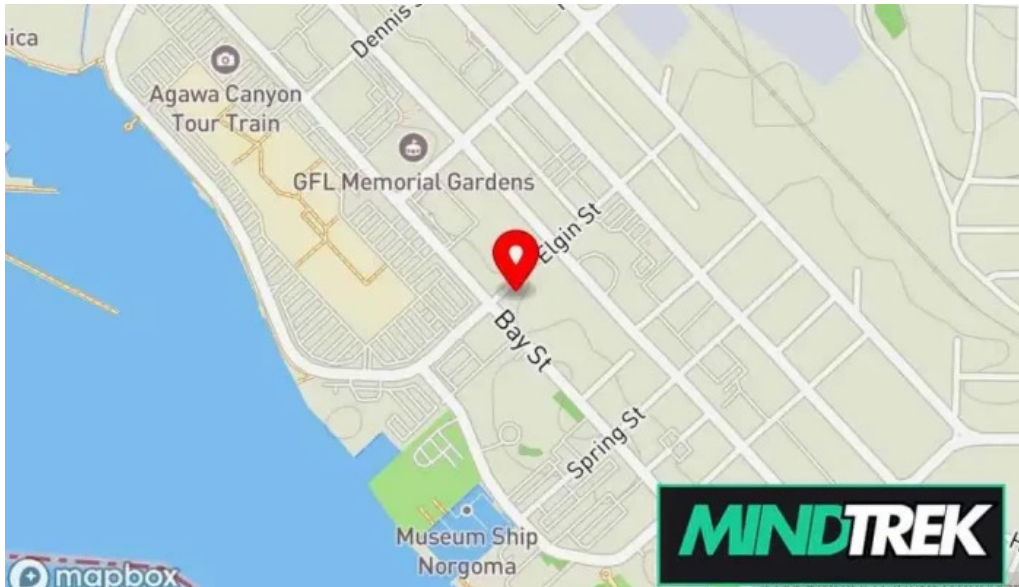 ica
Dennis S
Agawa Canyon
Tour Train
GFL Memorial Gardens
Elgin St
Bay St
Spring St
Museum Ship
Norgoma
MINDTREK
mapbox